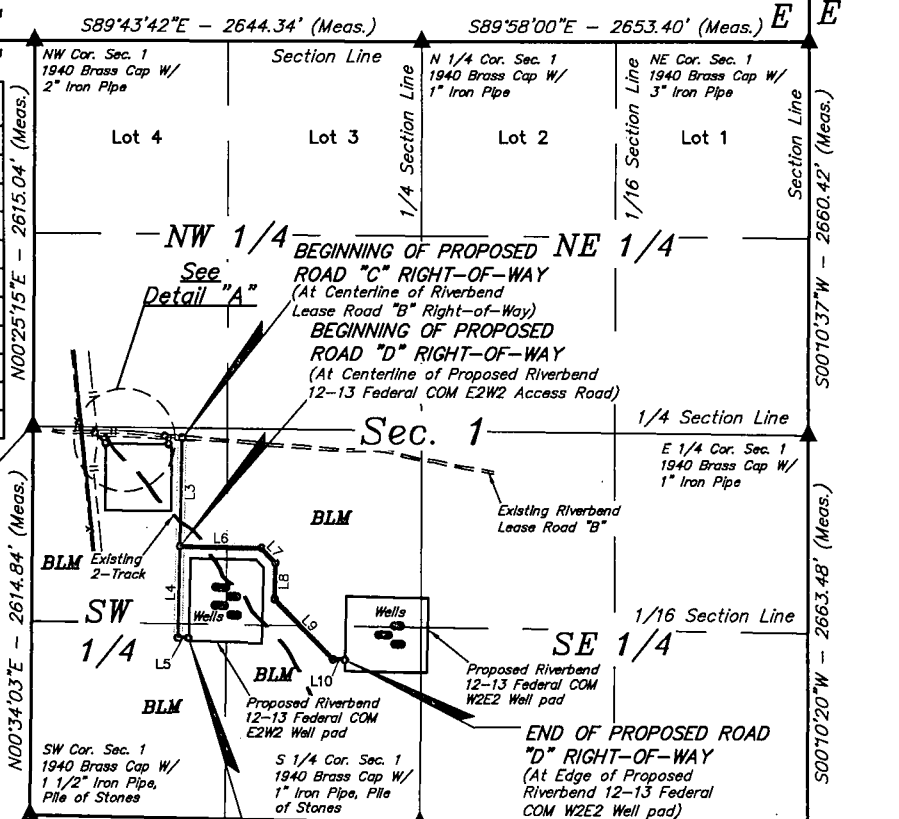 S89°43'42"E - 2644.34' (Meas.)
S89°58'00"E - 2653.40' (Meas.)
E
E
NW Cor. Sec. 1
1940 Brass Cap W/
2" Iron Pipe
Section Line
N 1/4 Cor. Sec. 1
1940 Brass Cap W/
1" Iron Pipe
NE Cor. Sec. 1
1940 Brass Cap W/
3" Iron Pipe
Lot 4
Lot 3
Lot 2
Lot 1
1/4 Section Line
1/16 Section Line
Section Line
N00°25'15"E - 2615.04' (Meas.)
S00°10'37"W - 2660.42' (Meas.)
NW 1/4
NE 1/4
See
Detail "A"
BEGINNING OF PROPOSED
ROAD "C" RIGHT-OF-WAY
(At Centerline of Riverbend
Lease Road "B" Right-of-Way)
BEGINNING OF PROPOSED
ROAD "D" RIGHT-OF-WAY
(At Centerline of Proposed Riverbend
12-13 Federal COM E2W2 Access Road)
Sec. 1
1/4 Section Line
E 1/4 Cor. Sec. 1
1940 Brass Cap W/
1" Iron Pipe
Existing Riverbend
Lease Road "B"
L3
BLM
L6
L7
L8
L4
L9
BLM
Existing
2-Track
Wells
Wells
SW
1/4
1/16 Section Line
SE 1/4
L5
L10
BLM
BLM
Proposed Riverbend
12-13 Federal COM
E2W2 Well pad
Proposed Riverbend
12-13 Federal COM
W2E2 Well pad
N00°34'03"E - 2614.84' (Meas.)
S00°10'20"W - 2663.48' (Meas.)
SW Cor. Sec. 1
1940 Brass Cap W/
1 1/2" Iron Pipe,
Pile of Stones
S 1/4 Cor. Sec. 1
1940 Brass Cap W/
1" Iron Pipe, Pile
of Stones
END OF PROPOSED ROAD
"D" RIGHT-OF-WAY
(At Edge of Proposed
Riverbend 12-13 Federal
COM W2E2 Well pad)